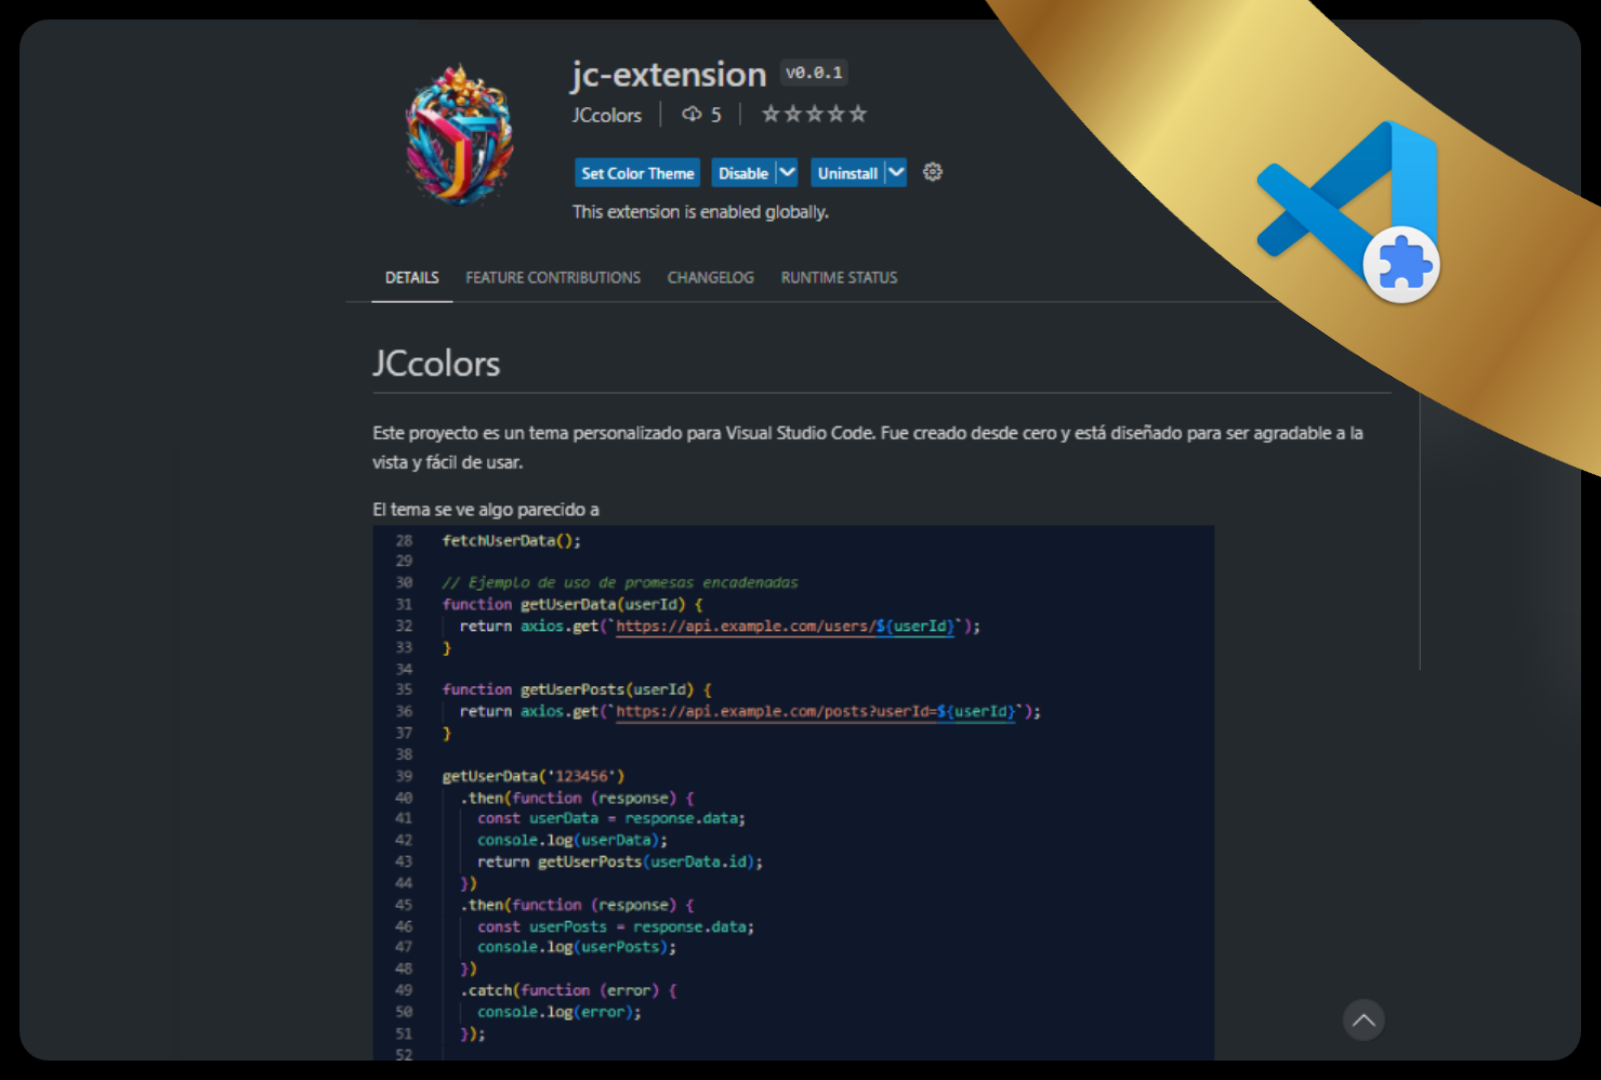 jc-extension v0.0.1
JCcolors 5
Set Color Theme Disable Uninstall
This extension is enabled globally.
DETAILS FEATURE CONTRIBUTIONS CHANGELOG RUNTIME STATUS
JCcolors
Este proyecto es un tema personalizado para Visual Studio Code. Fue creado desde cero y está diseñado para ser agradable a la
vista y fácil de usar.
El tema se ve algo parecido a
28 fetchUserData();
29
30 // Ejemplo de uso de promesas encadenadas
31 function getUserData(userId) {
32 return axios.get(`https://api.example.com/users/${userId}`);
33 }
34
35 function getUserPosts(userId) {
36 return axios.get(`https://api.example.com/posts?userId=${userId}`);
37 }
38
39 getUserData('123456')
40 .then(function (response) {
41 const userData = response.data;
42 console.log(userData);
43 return getUserPosts(userData.id);
44 })
45 .then(function (response) {
46 const userPosts = response.data;
47 console.log(userPosts);
48 })
49 .catch(function (error) {
50 console.log(error);
51 });
52